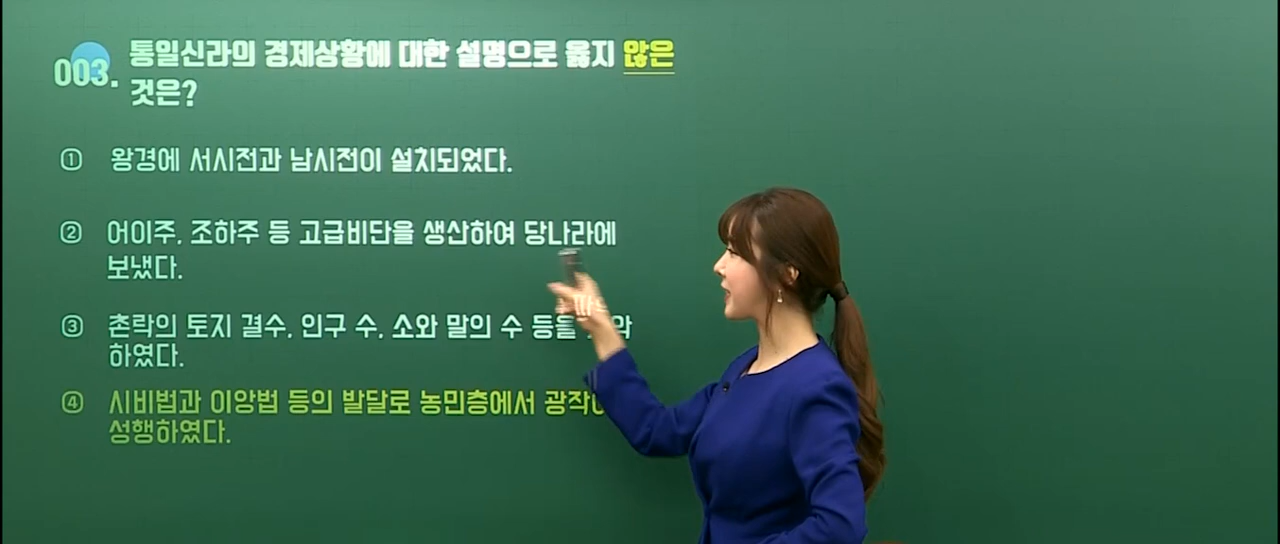 003. 통일신라의 경제상황에 대한 설명으로 옳지 않은
것은?
① 왕경에 서시전과 남시전이 설치되었다.
② 어아주, 조하주 등 고급비단을 생산하여 당나라에
보냈다.
③ 촌락의 토지 결수, 인구 수, 소와 말의 수 등을
하였다.
④ 시비법과 이앙법 등의 발달로 농민층에서
성행하였다.